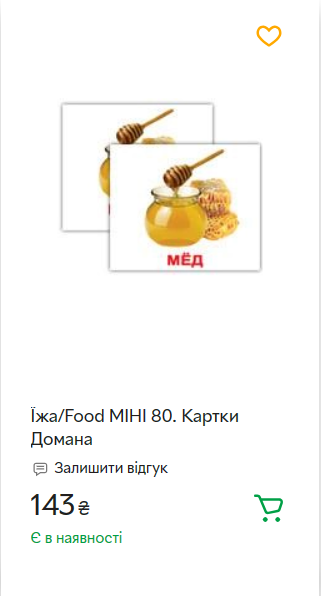 МЁД
Їжа/Food МІНІ 80. Картки
Домана
Залишити відгук
143 ₴
Є в наявності